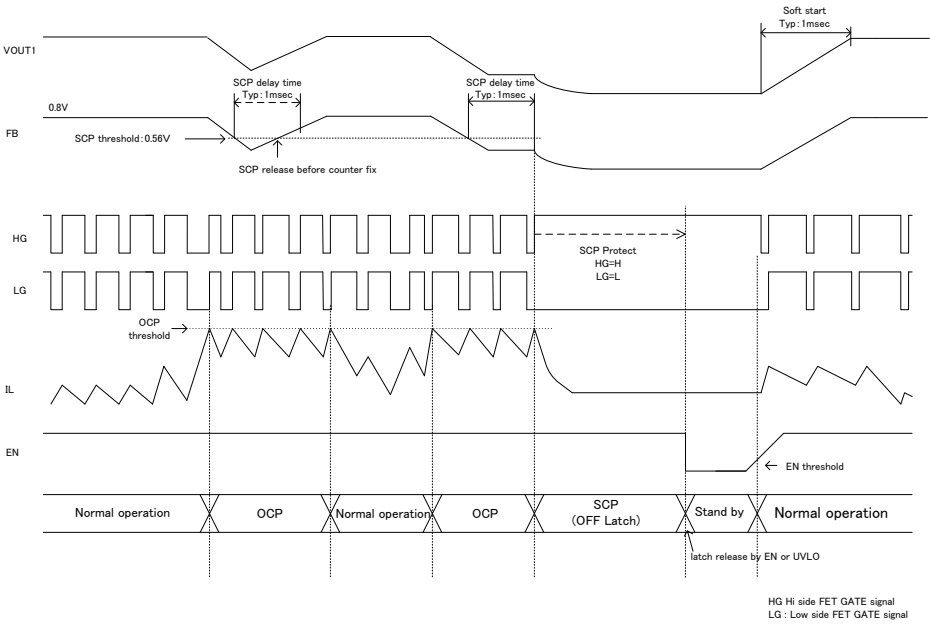 Soft start
Typ : 1msec
VOUT1
SCP delay time
Typ : 1msec
SCP delay time
Typ : 1msec
0.8V
FB
SCP threshold : 0.56V
SCP release before counter fix
HG
SCP Protect
HG=H
LG=L
LG
OCP
threshold
IL
EN
EN threshold
Normal operation
OCP
Normal operation
OCP
SCP
(OFF Latch)
Stand by
Normal operation
latch release by EN or UVLO
HG Hi side FET GATE signal
LG : Low side FET GATE signal